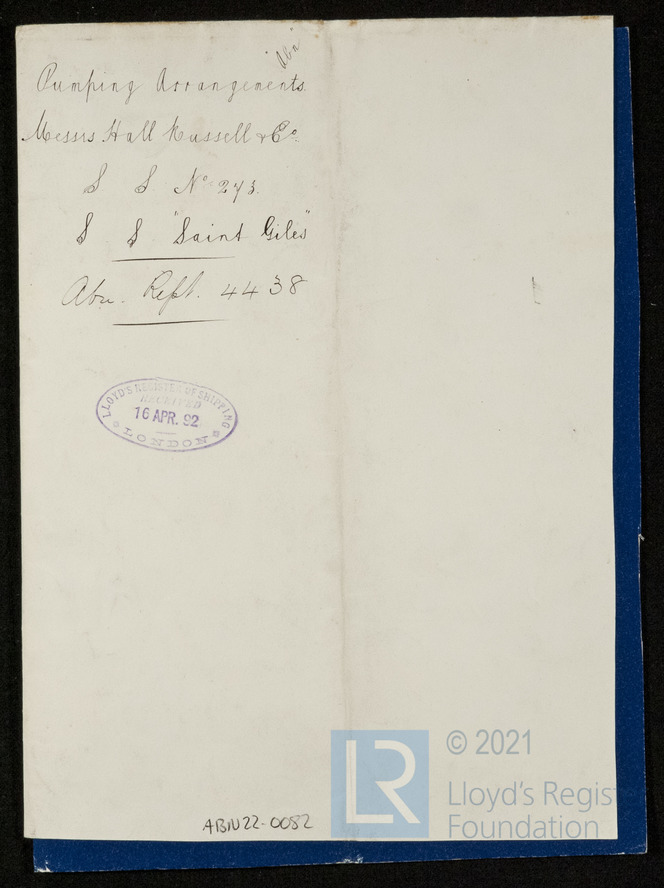 "Abn"
Pumping Arrangements.
Messrs Hall Russell & Co.
S S No. 273.
S S "Saint Giles"
Abn. Rept. 4438
LLOYD'S REGISTER OF SHIPPING
RECEIVED
16 APR. 92
LONDON
ABN22-0082
LR
© 2021
Lloyd's Regist
Foundation